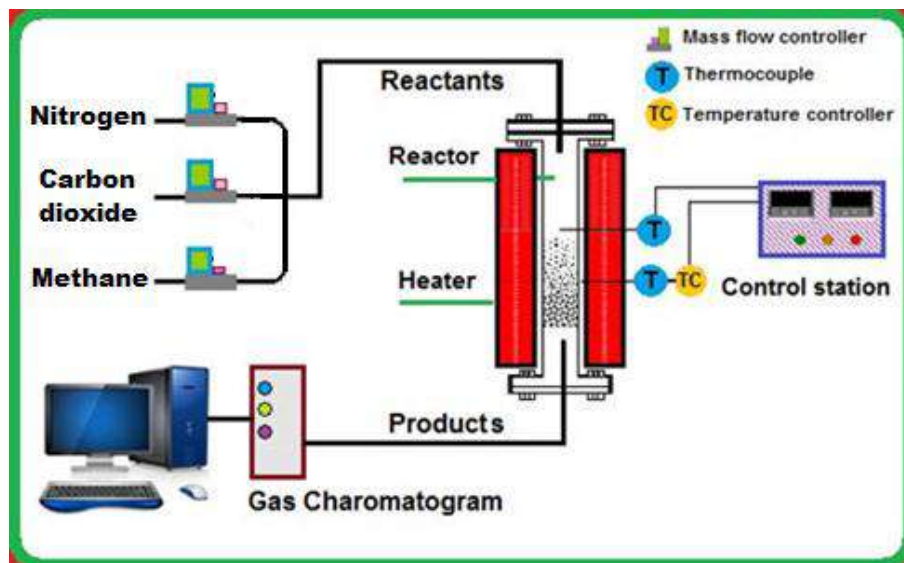 Mass flow controller
T Thermocouple
TC Temperature controller
Reactants
Nitrogen
Reactor
Carbon
dioxide
T
Methane
Heater
T TC
Control station
Products
Gas Charomatogram